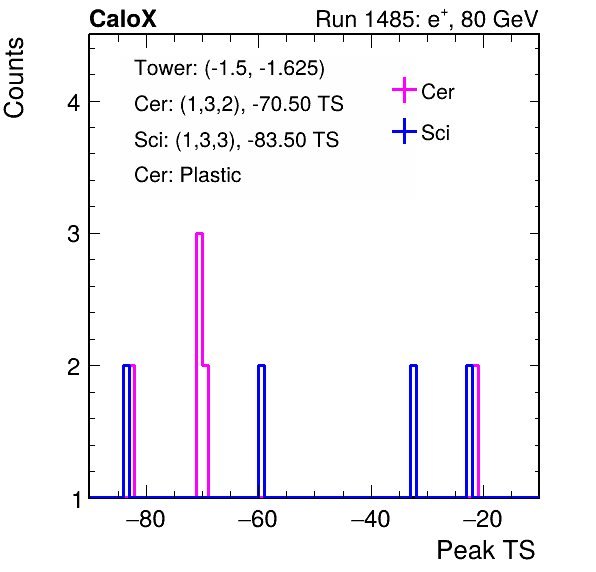 CaloX Run 1485: e⁺, 80 GeV
Counts
Tower: (-1.5, -1.625)
Cer: (1,3,2), -70.50 TS
Sci: (1,3,3), -83.50 TS
Cer: Plastic
Cer
Sci
4
3
2
1
−80 −60 −40 −20
Peak TS